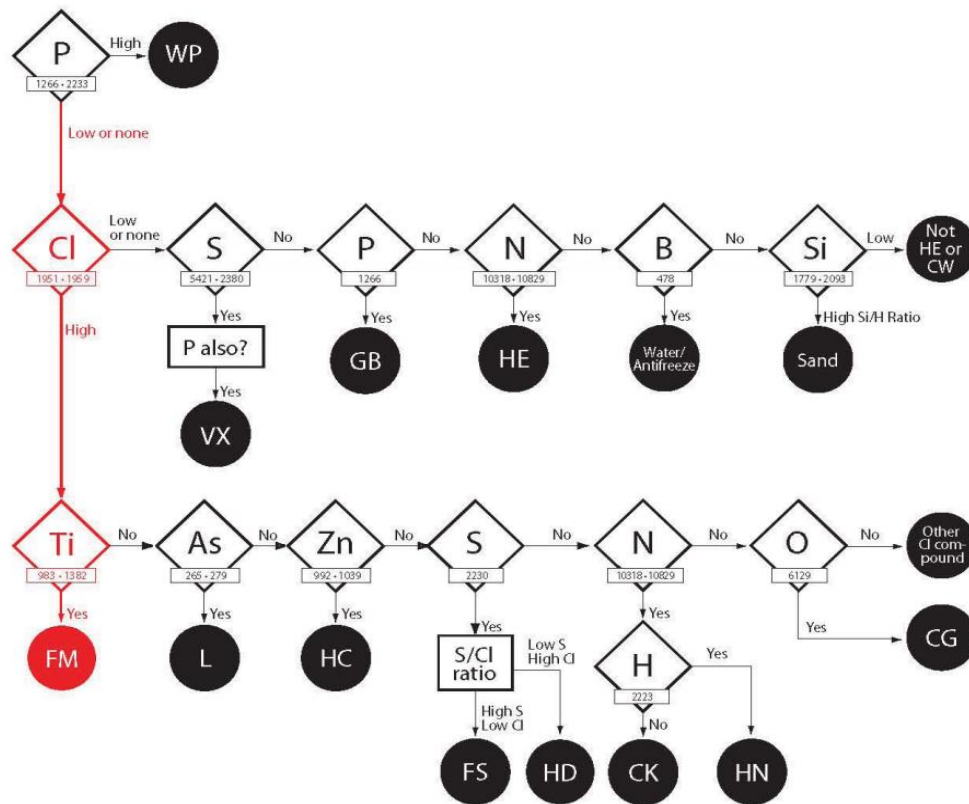 P
High
WP
1266 • 2233
Low or none
Cl
Low
or none
S
No
P
No
N
No
B
No
Si
Low
Not
HE or
CW
1951 • 1959
5421 • 2380
1266
10318 • 10829
478
1779 • 2093
High
Yes
Yes
Yes
Yes
High Si/H Ratio
P also?
GB
HE
Water/
Antifreeze
Sand
Yes
VX
Ti
No
As
No
Zn
No
S
No
N
No
O
No
Other
Cl com-
pound
983 • 1382
265 • 279
992 • 1039
2230
10318 • 10829
6129
Yes
Yes
Yes
Yes
Yes
Yes
FM
L
HC
S/Cl
ratio
Low S
High Cl
H
Yes
CG
2223
High S
Low Cl
No
FS
HD
CK
HN